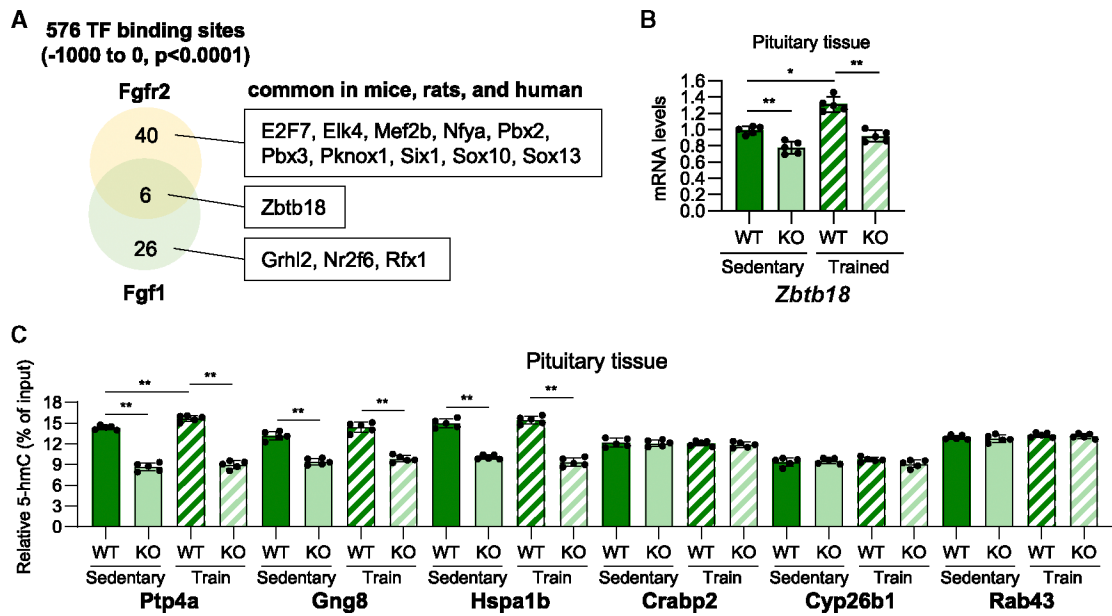 A
576 TF binding sites
(-1000 to 0, p<0.0001)
Fgfr2
common in mice, rats, and human
40
E2F7, Elk4, Mef2b, Nfya, Pbx2,
Pbx3, Pknox1, Six1, Sox10, Sox13
6
Zbtb18
26
Grhl2, Nr2f6, Rfx1
Fgf1
B
Pituitary tissue
mRNA levels
1.6
1.4
1.2
1.0
0.8
0.6
0.4
0.2
0.0
*
**
**
WT KO WT KO
Sedentary Trained
Zbtb18
C
Pituitary tissue
Relative 5-hmC (% of input)
18
15
12
9
6
3
0
** ** ** ** ** ** **
WT KO WT KO WT KO WT KO WT KO WT KO WT KO WT KO WT KO WT KO WT KO WT KO
Sedentary Train Sedentary Train Sedentary Train Sedentary Train Sedentary Train Sedentary Train
Ptp4a Gng8 Hspa1b Crabp2 Cyp26b1 Rab43